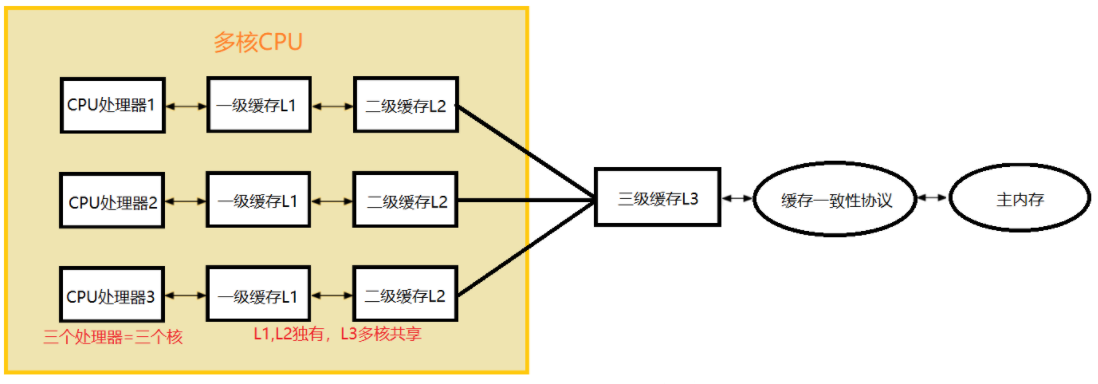 多核CPU
CPU处理器1
一级缓存L1
二级缓存L2
CPU处理器2
一级缓存L1
二级缓存L2
三级缓存L3
缓存一致性协议
主内存
CPU处理器3
一级缓存L1
二级缓存L2
三个处理器=三个核
L1,L2独有，L3多核共享